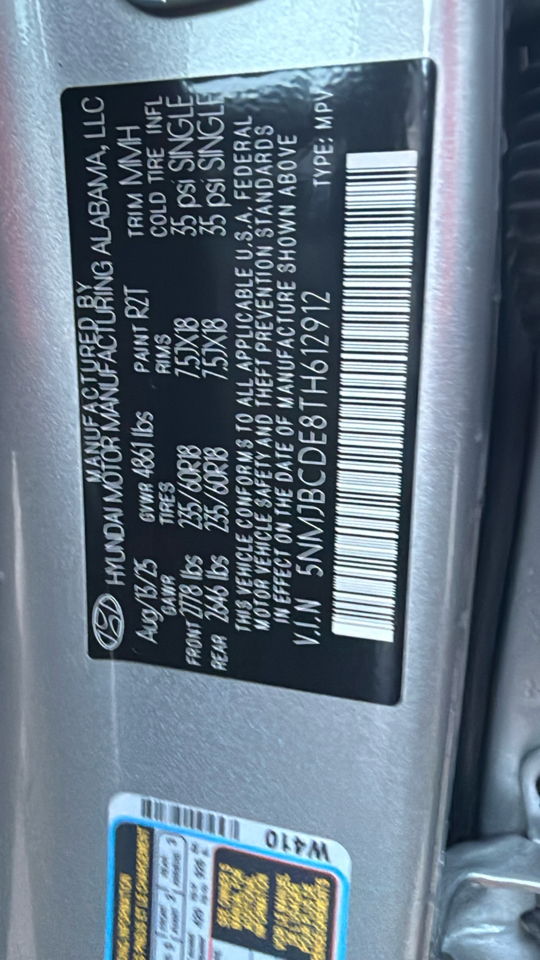 MANUFACTURED BY
HYUNDAI MOTOR MANUFACTURING ALABAMA, LLC
Aug/13/25 GVWR 4861 lbs PAINT R2T TRIM MMH
GAWR TIRES RIMS COLD TIRE INFL
FRONT 2778 lbs 235/60R18 7.5JX18 35 psi SINGLE
REAR 2646 lbs 235/60R18 7.5JX18 35 psi SINGLE
THIS VEHICLE CONFORMS TO ALL APPLICABLE U.S.A. FEDERAL
MOTOR VEHICLE SAFETY AND THEFT PREVENTION STANDARDS
IN EFFECT ON THE DATE OF MANUFACTURE SHOWN ABOVE
V.I.N 5NMJBCDE8TH612912 TYPE: MPV
W410